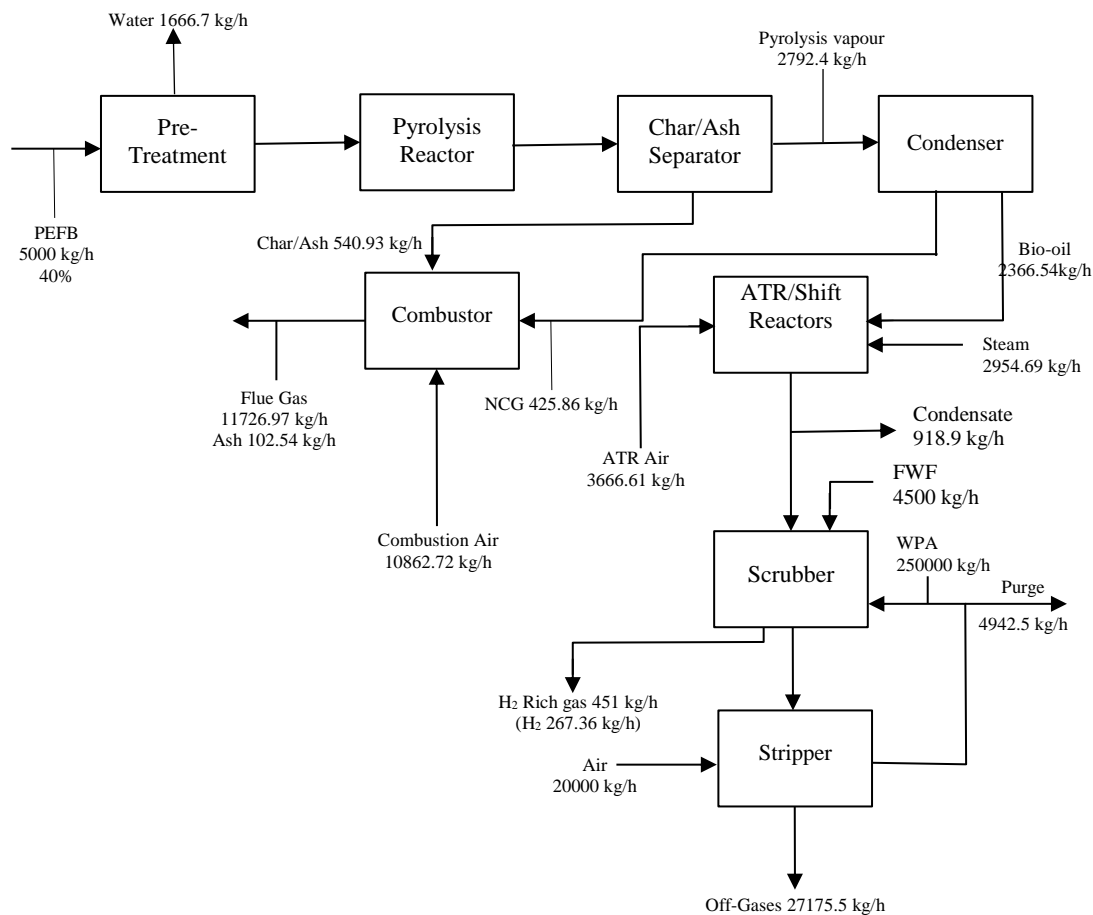 Water 1666.7 kg/h
Pyrolysis vapour
2792.4 kg/h
Pre-
Treatment
Pyrolysis
Reactor
Char/Ash
Separator
Condenser
PEFB
5000 kg/h
40%
Char/Ash 540.93 kg/h
Bio-oil
2366.54kg/h
Combustor
ATR/Shift
Reactors
Steam
2954.69 kg/h
Flue Gas
11726.97 kg/h
Ash 102.54 kg/h
NCG 425.86 kg/h
Condensate
918.9 kg/h
ATR Air
3666.61 kg/h
FWF
4500 kg/h
Combustion Air
10862.72 kg/h
Scrubber
WPA
250000 kg/h
Purge
4942.5 kg/h
H₂ Rich gas 451 kg/h
(H₂ 267.36 kg/h)
Stripper
Air
20000 kg/h
Off-Gases 27175.5 kg/h